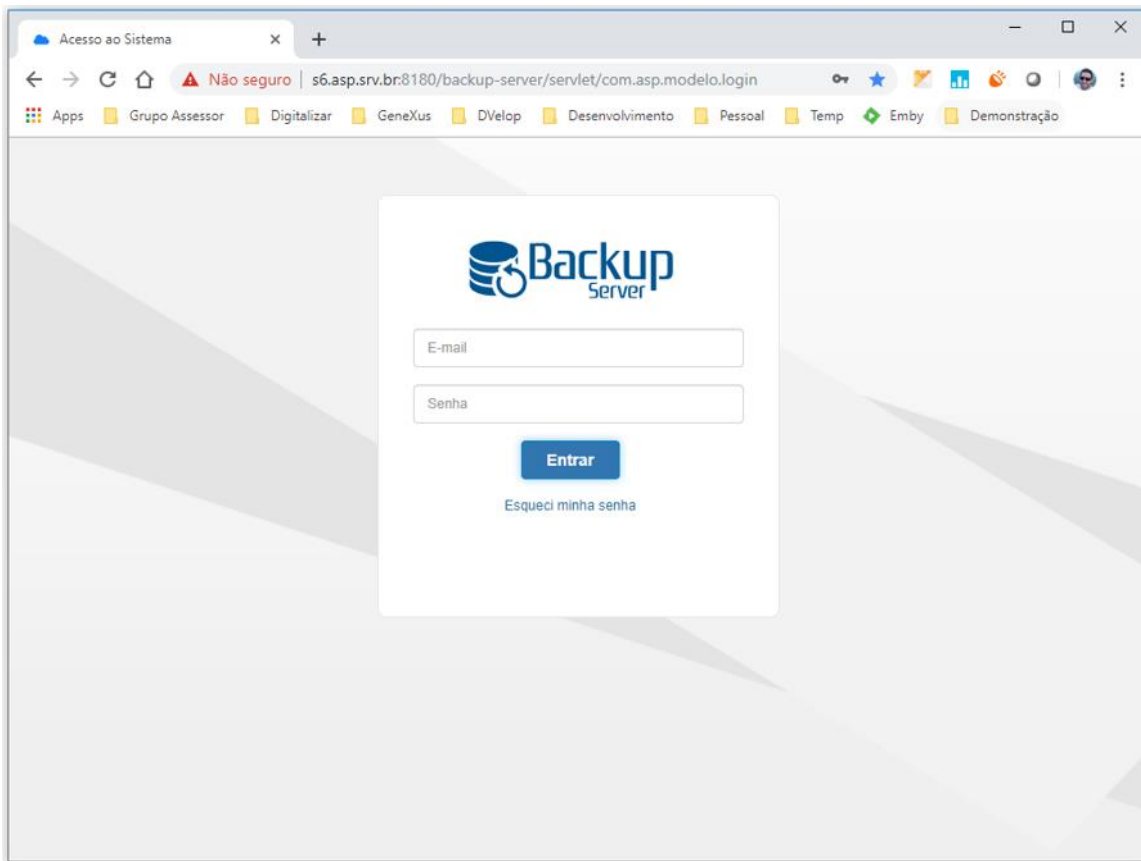 Acesso ao Sistema
Não seguro | s6.asp.srv.br:8180/backup-server/servlet/com.asp.modelo.login
Apps Grupo Assessor Digitalizar GeneXus DVelop Desenvolvimento Pessoal Temp Emby Demonstração
Backup
Server
E-mail
Senha
Entrar
Esqueci minha senha